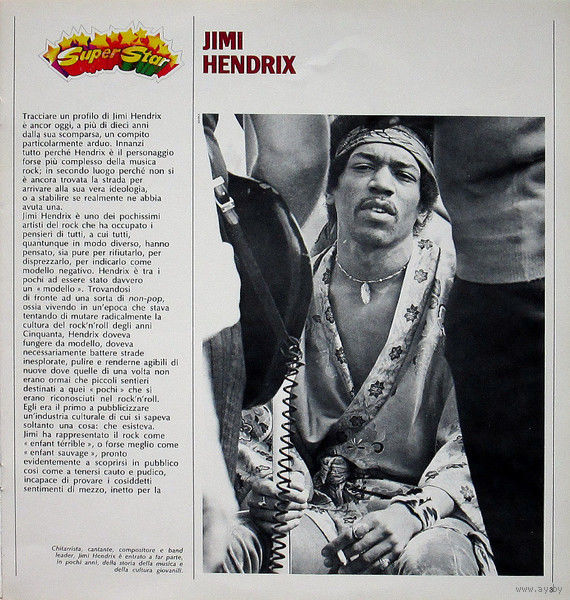 Super Star
JIMI
HENDRIX
Tracciare un profilo di Jimi Hendrix
è ancor oggi, a più di dieci anni
dalla sua scomparsa, un compito
particolarmente arduo. Innanzi
tutto perché Hendrix è il personaggio
forse più complesso della musica
rock; in secondo luogo perché non si
è ancora trovata la strada per
arrivare alla sua vera ideologia,
o a stabilire se realmente ne abbia
avuta una.
Jimi Hendrix è uno dei pochissimi
artisti del rock che ha occupato i
pensieri di tutti, a cui tutti,
quantunque in modo diverso, hanno
pensato, sia pure per rifiutarlo, per
disprezzarlo, per indicarlo come
modello negativo. Hendrix è tra i
pochi ad essere stato davvero
un « modello ». Trovandosi
di fronte ad una sorta di non-pop,
ossia vivendo in un'epoca che stava
tentando di mutare radicalmente la
cultura del rock'n'roll degli anni
Cinquanta, Hendrix doveva
fungere da modello, doveva
necessariamente battere strade
inesplorate, pulire e renderne agibili di
nuove dove quelle di una volta non
erano ormai che piccoli sentieri
destinati a quei « pochi » che si
erano riconosciuti nel rock'n'roll.
Egli era il primo a pubblicizzare
un'industria culturale di cui si sapeva
soltanto una cosa: che esisteva.
Jimi ha rappresentato il rock come
« enfant térrible », o forse meglio come
« enfant sauvage », pronto
evidentemente a scoprirsi in pubblico
così come a tenersi cauto e pudico,
incapace di provare i cosiddetti
sentimenti di mezzo, inetto per la
Chitarrista, cantante, compositore e band
leader, Jimi Hendrix è entrato a far parte,
in pochi anni, della storia della musica e
della cultura giovanili.
www.ay.by